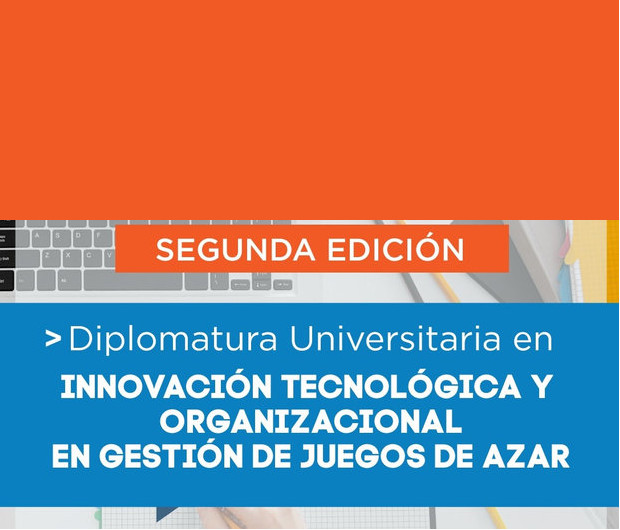 SEGUNDA EDICIÓN
> Diplomatura Universitaria en
INNOVACIÓN TECNOLÓGICA Y
ORGANIZACIONAL
EN GESTIÓN DE JUEGOS DE AZAR